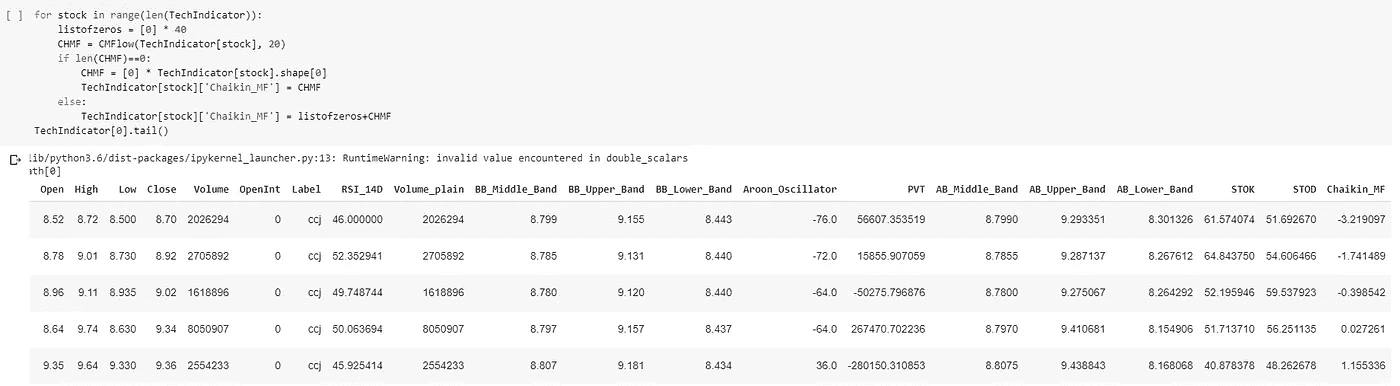 [ ] for stock in range(len(TechIndicator)):
listofzeros = [0] * 40
CHMF = CMFlow(TechIndicator[stock], 20)
if len(CHMF)==0:
CHMF = [0] * TechIndicator[stock].shape[0]
TechIndicator[stock]['Chaikin_MF'] = CHMF
else:
TechIndicator[stock]['Chaikin_MF'] = listofzeros+CHMF
TechIndicator[0].tail()
lib/python3.6/dist-packages/ipykernel_launcher.py:13: RuntimeWarning: invalid value encountered in double_scalars
ath[0]
Open High Low Close Volume OpenInt Label RSI_14D Volume_plain BB_Middle_Band BB_Upper_Band BB_Lower_Band Aroon_Oscillator PVT AB_Middle_Band AB_Upper_Band AB_Lower_Band STOK STOD Chaikin_MF
8.52 8.72 8.500 8.70 2026294 0 ccj 46.000000 2026294 8.799 9.155 8.443 -76.0 56607.353519 8.7990 9.293351 8.301326 61.574074 51.692670 -3.219097
8.78 9.01 8.730 8.92 2705892 0 ccj 52.352941 2705892 8.785 9.131 8.440 -72.0 15855.907059 8.7855 9.287137 8.267612 64.843750 54.606466 -1.741489
8.96 9.11 8.935 9.02 1618896 0 ccj 49.748744 1618896 8.780 9.120 8.440 -64.0 -50275.796876 8.7800 9.275067 8.264292 52.195946 59.537923 -0.398542
8.64 9.74 8.630 9.34 8050907 0 ccj 50.063694 8050907 8.797 9.157 8.437 -64.0 267470.702236 8.7970 9.410681 8.154906 51.713710 56.251135 0.027261
9.35 9.64 9.330 9.36 2554233 0 ccj 45.925414 2554233 8.807 9.181 8.434 36.0 -280150.310853 8.8075 9.438843 8.168068 40.878378 48.262678 1.155336